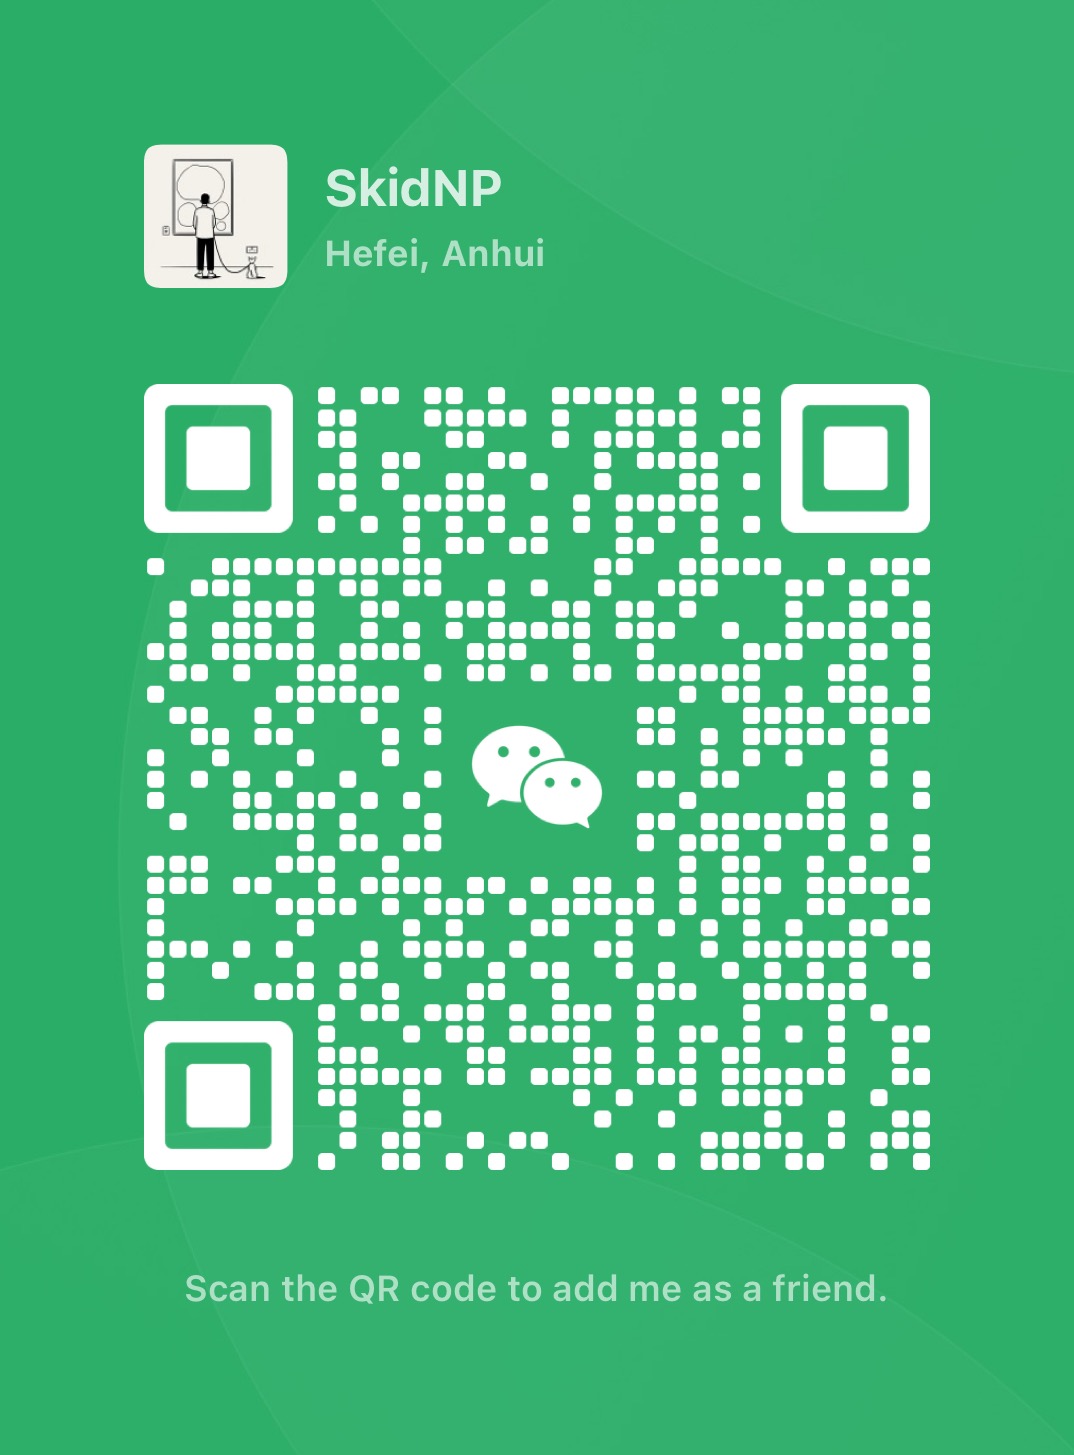 SkidNP
Hefei, Anhui
Scan the QR code to add me as a friend.